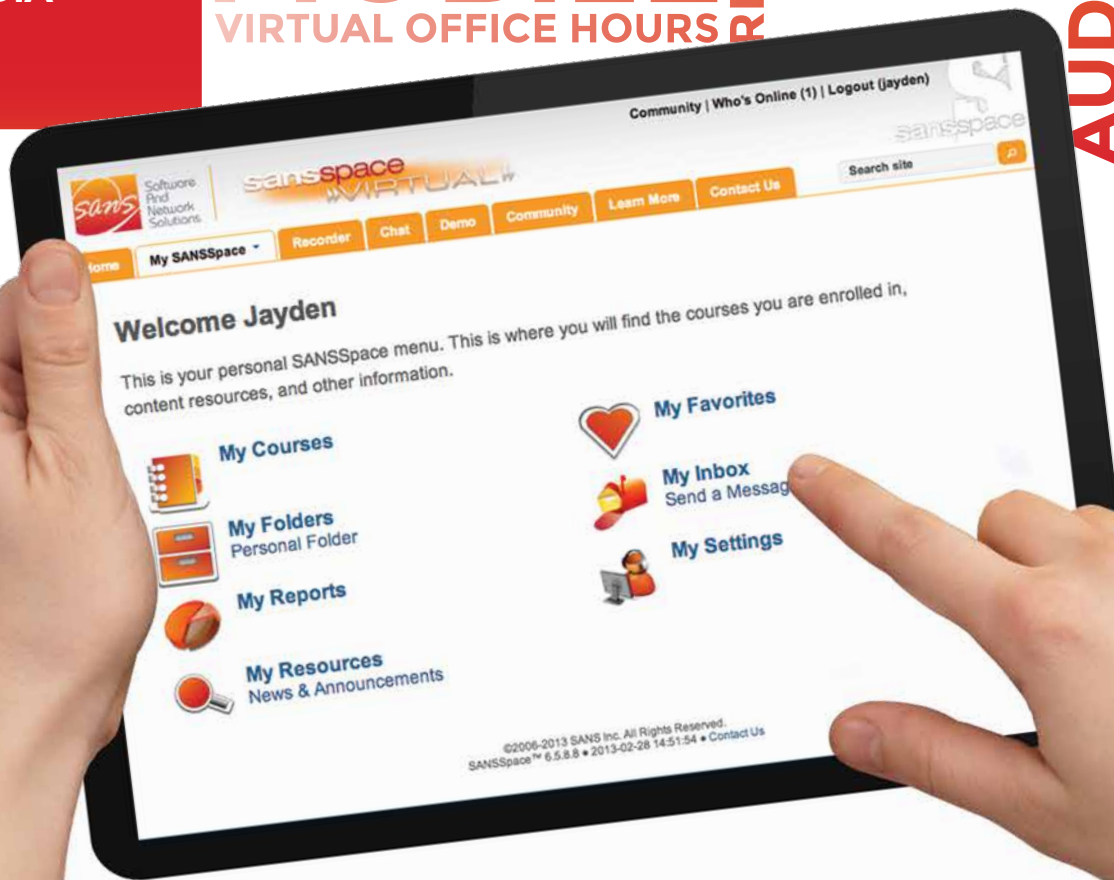 VIRTUAL OFFICE HOURS
AUD
Community | Who's Online (1) | Logout (jayden)
sans
Software
And
Network
Solutions
sansspace
VIRTUAL
sansspace
Search site
Home
My SANSSpace
Recorder
Chat
Demo
Community
Learn More
Contact Us
Welcome Jayden
This is your personal SANSSpace menu. This is where you will find the courses you are enrolled in,
content resources, and other information.
My Courses
My Folders
Personal Folder
My Reports
My Resources
News & Announcements
My Favorites
My Inbox
Send a Messag
My Settings
©2006-2013 SANS Inc. All Rights Reserved.
SANSSpace™ 6.5.8.8 • 2013-02-28 14:51:54 • Contact Us